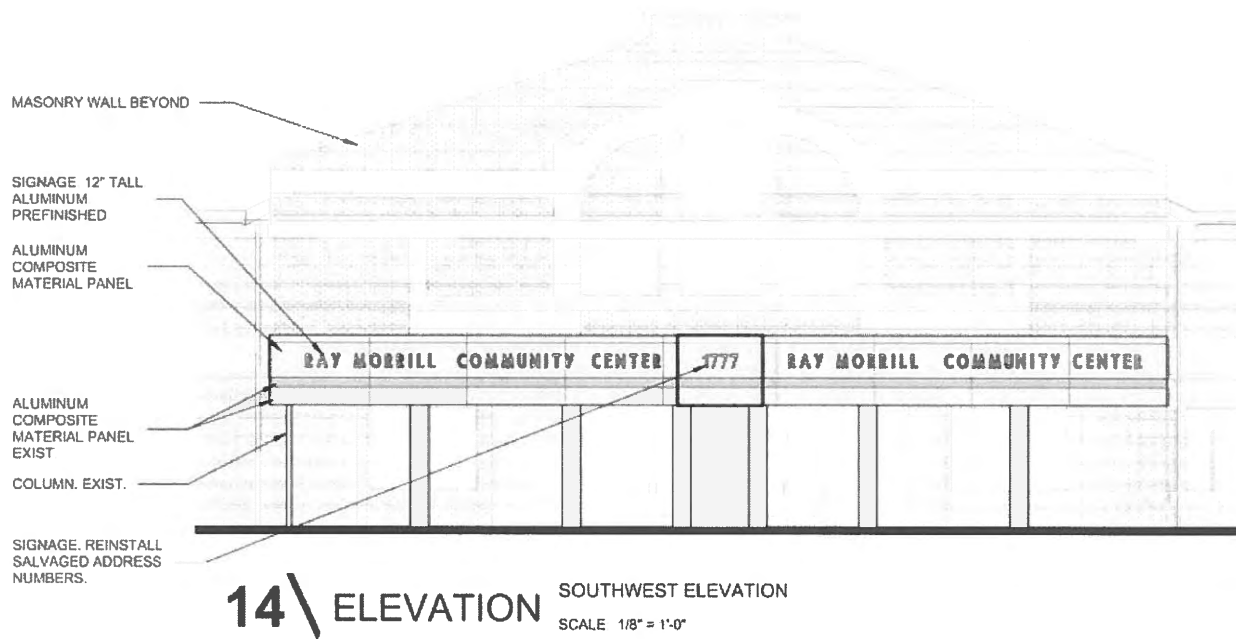 MASONRY WALL BEYOND
SIGNAGE 12" TALL
ALUMINUM
PREFINISHED
ALUMINUM
COMPOSITE
MATERIAL PANEL
RAY MORRILL COMMUNITY CENTER 1777 RAY MORRILL COMMUNITY CENTER
ALUMINUM
COMPOSITE
MATERIAL PANEL
EXIST
COLUMN. EXIST.
SIGNAGE. REINSTALL
SALVAGED ADDRESS
NUMBERS.
14 \ ELEVATION SOUTHWEST ELEVATION
SCALE 1/8" = 1'-0"